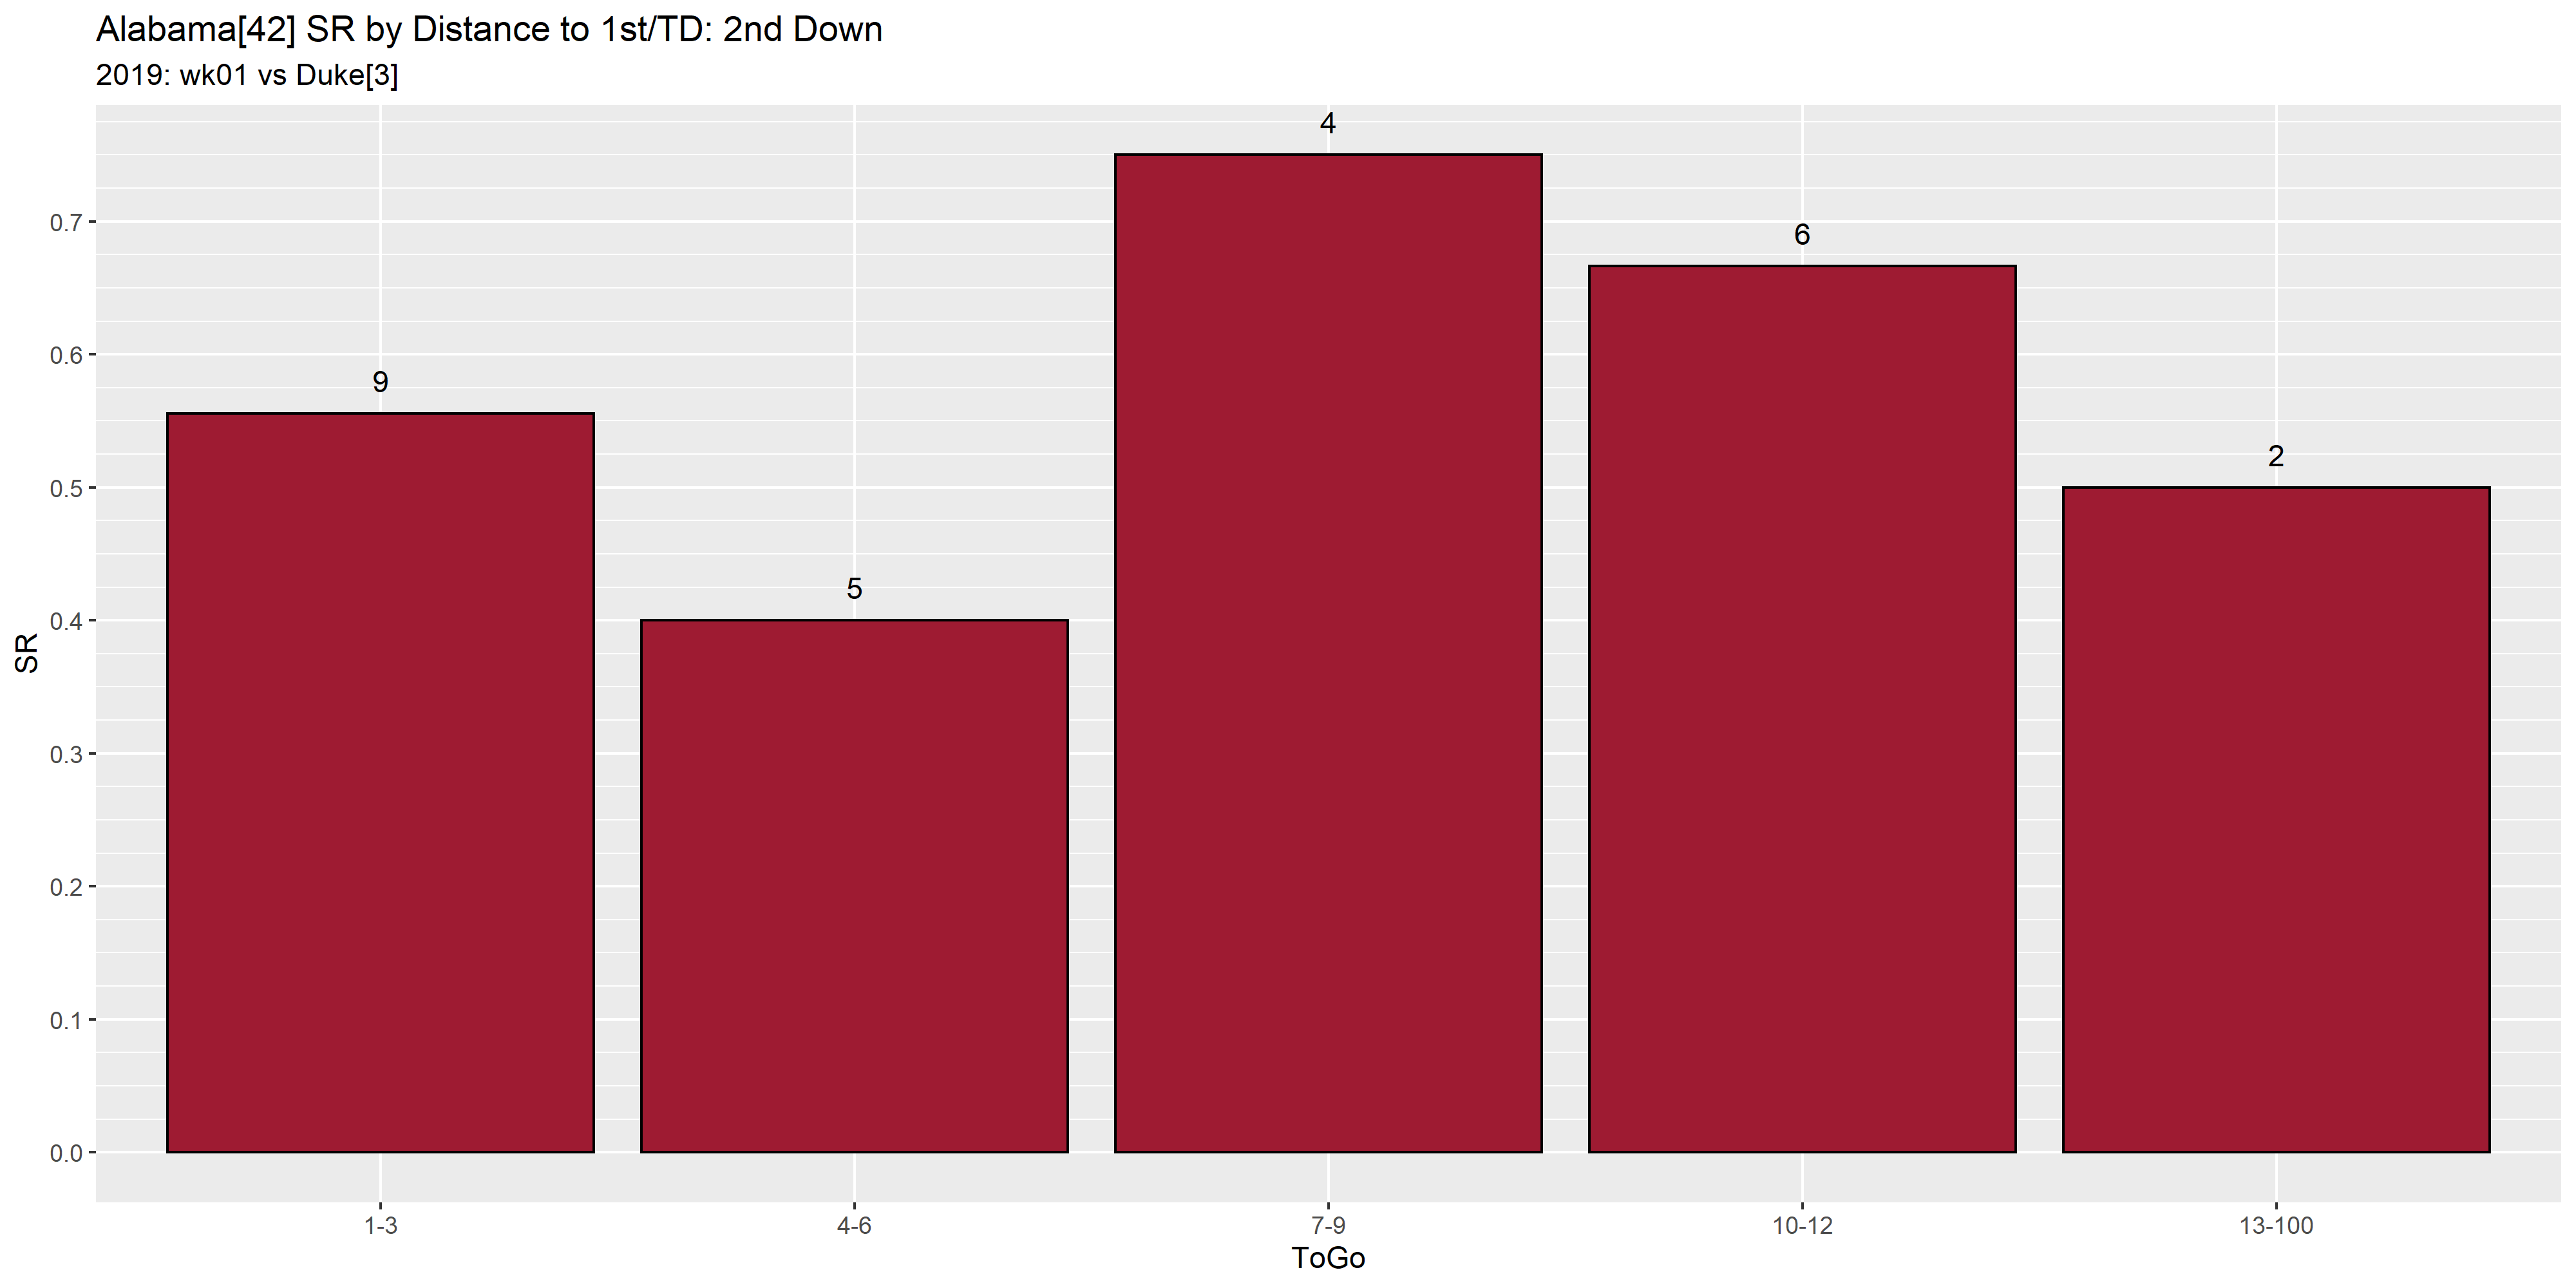 Alabama[42] SR by Distance to 1st/TD: 2nd Down
2019: wk01 vs Duke[3]
4
6
9
2
5
0.7
0.6
0.5
0.4
0.3
0.2
0.1
0.0
SR
1-3 4-6 7-9 10-12 13-100
ToGo